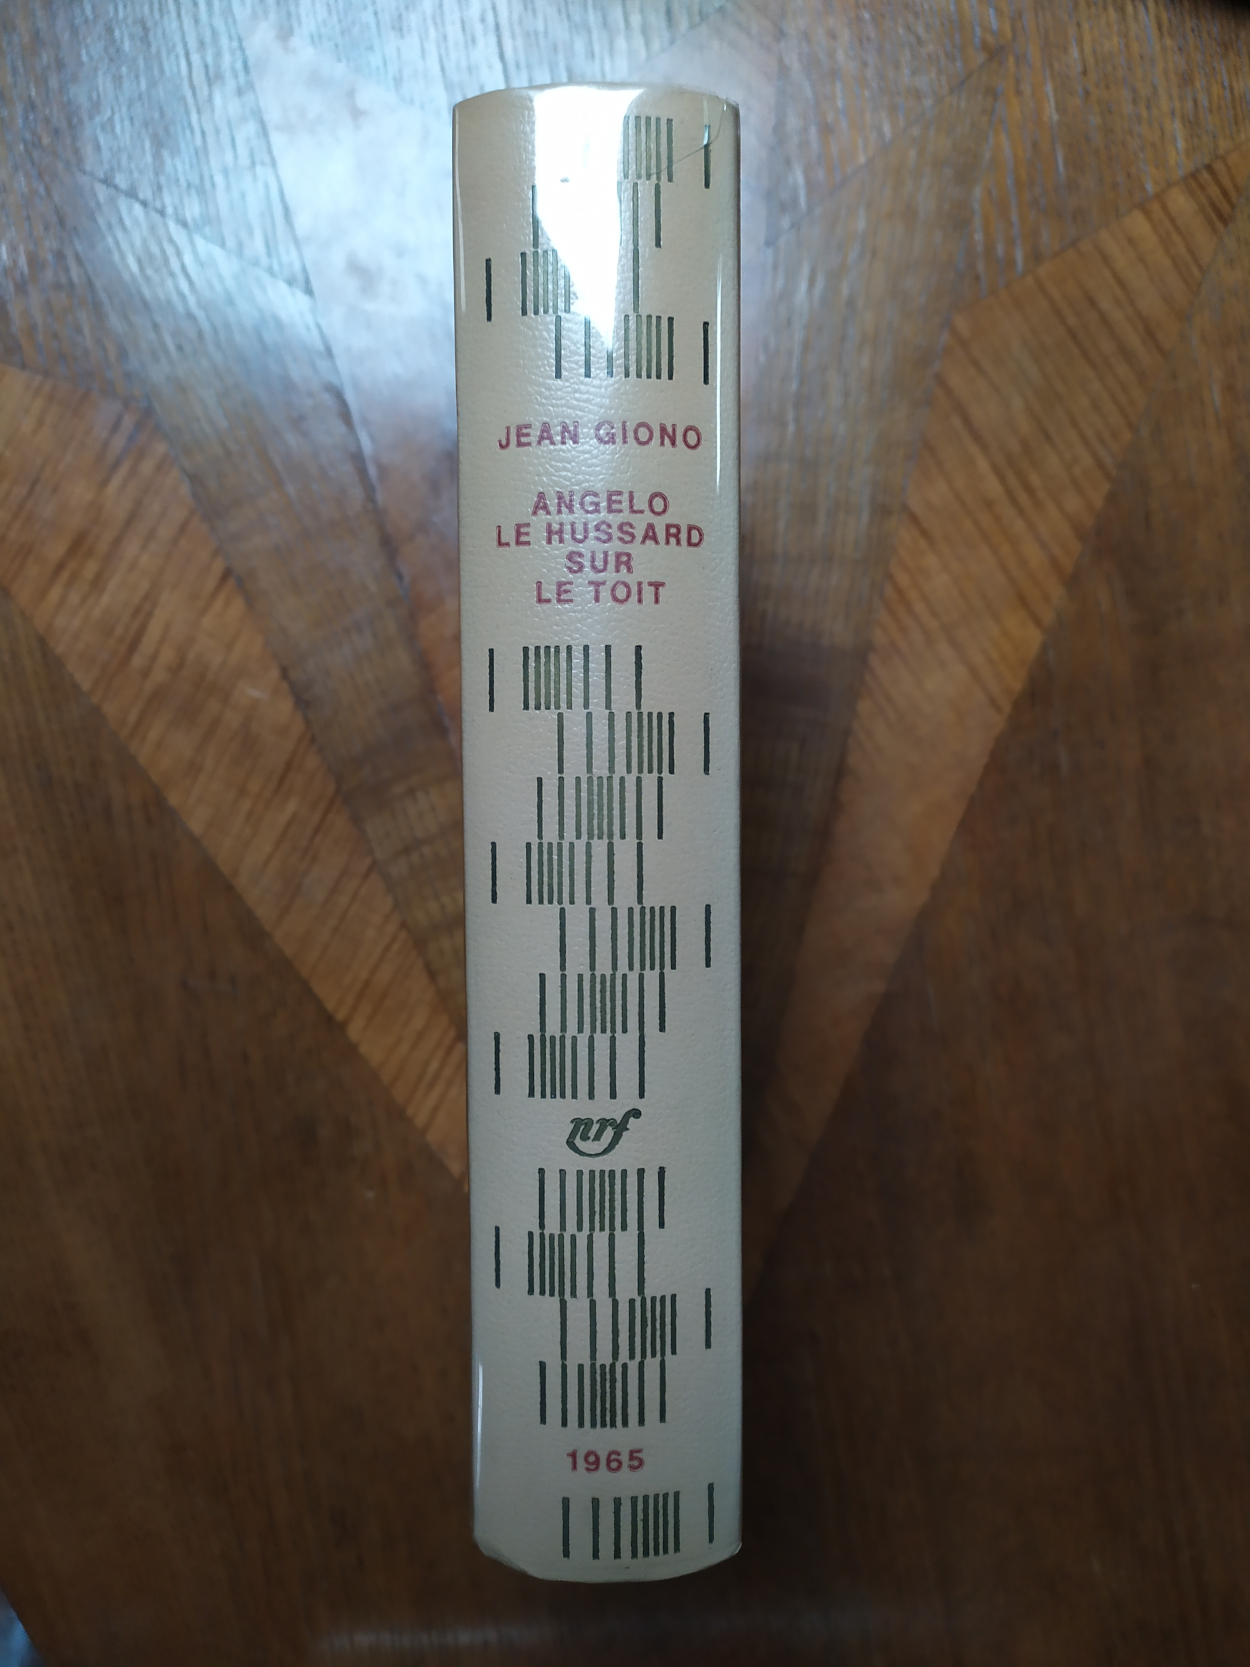 JEAN GIONO
ANGELO
LE HUSSARD
SUR
LE TOIT
nrf
1965